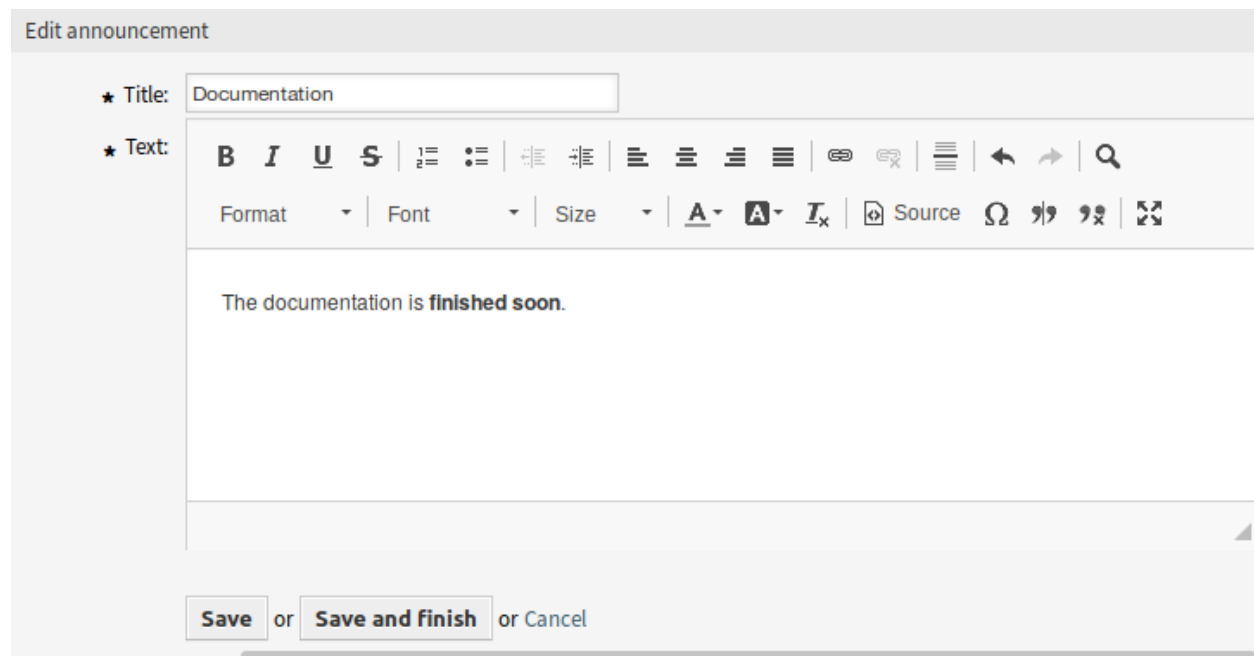 Edit announcement
★ Title: Documentation
★ Text:
B I U S
Format Font Size A A Ix Source Ω
The documentation is finished soon.
Save or Save and finish or Cancel